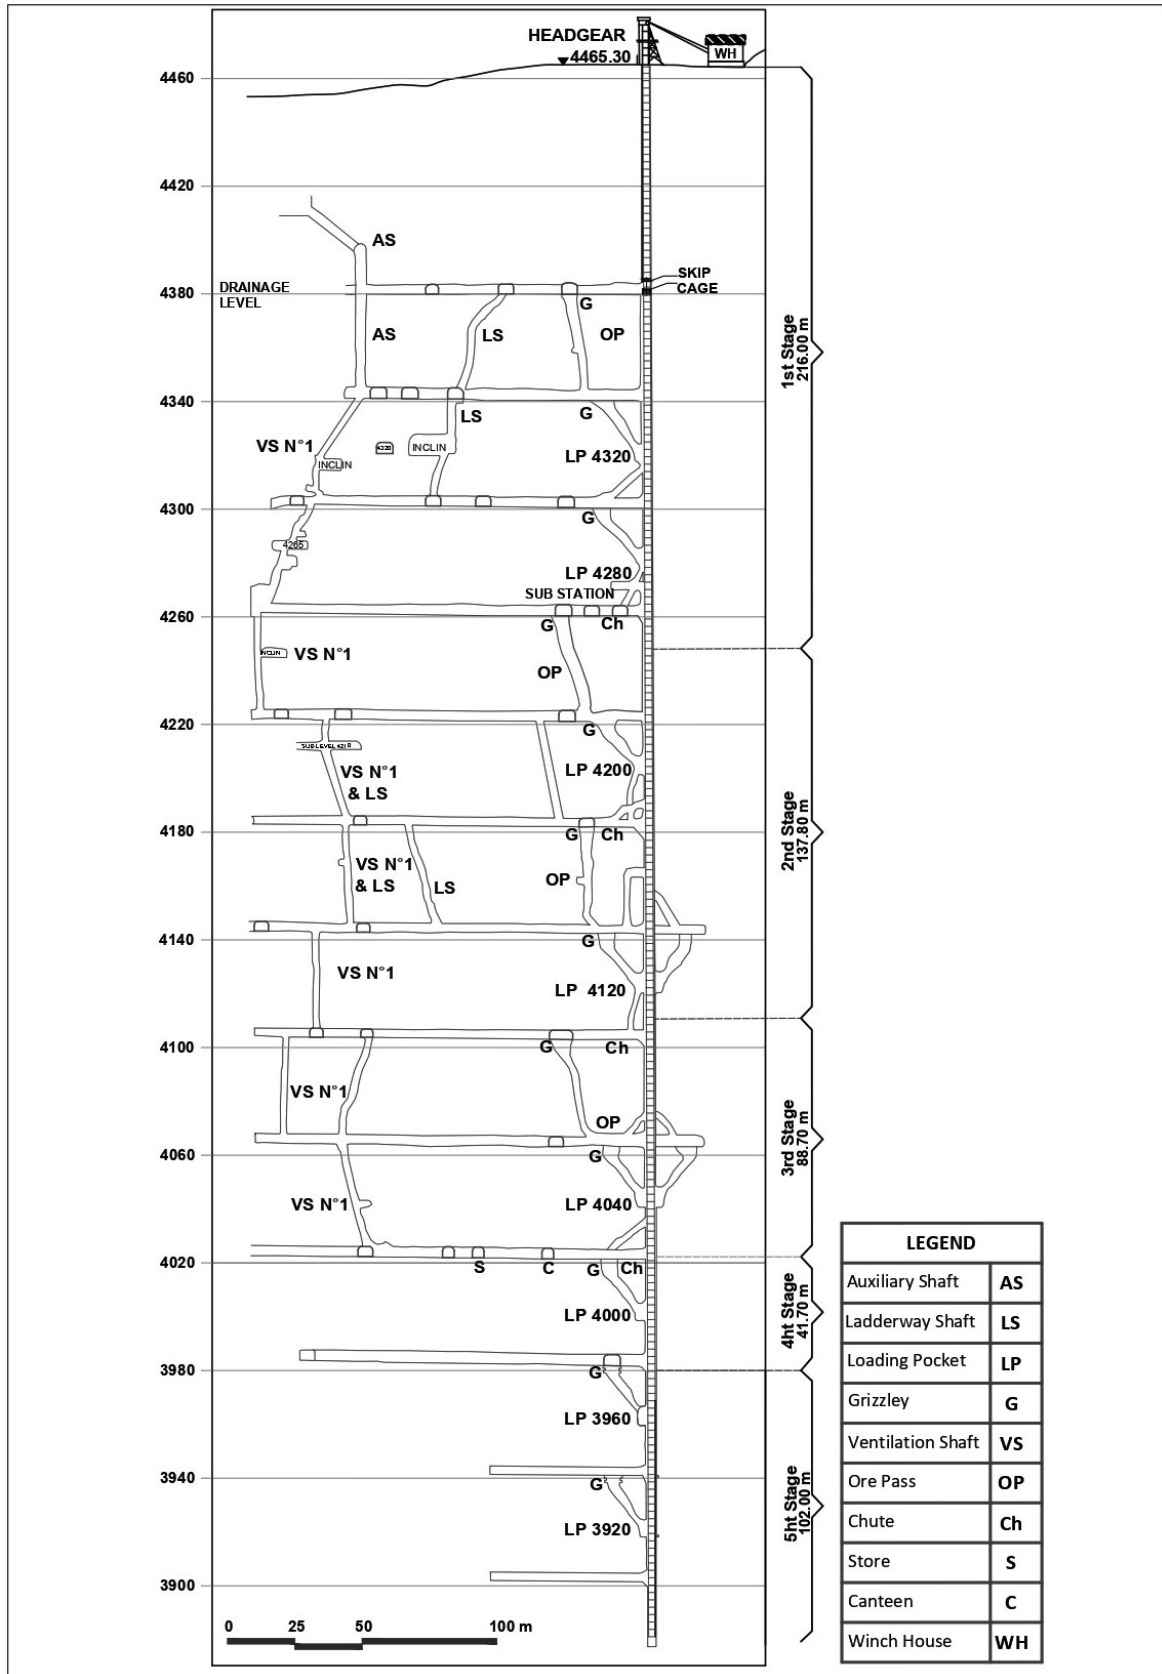 HEADGEAR
4465.30
WH
4460
4420
AS
SKIP
CAGE
DRAINAGE
LEVEL
4380
G
AS
LS
OP
1st Stage
216.00 m
4340
LS
G
VS N°1
INCLIN
LP 4320
INCLIN
4300
G
4265
LP 4280
SUB STATION
4260
G
Ch
INCLIN
VS N°1
OP
4220
G
VS N°1
& LS
LP 4200
2nd Stage
137.80 m
4180
G
Ch
VS N°1
& LS
LS
OP
4140
G
VS N°1
LP 4120
4100
G
Ch
VS N°1
OP
3rd Stage
88.70 m
4060
G
VS N°1
LP 4040
4020
S
C
G
Ch
4ht Stage
41.70 m
LP 4000
3980
G
LP 3960
3940
G
5ht Stage
102.00 m
LP 3920
3900
0 25 50 100 m
LEGEND
Auxiliary Shaft AS
Ladderway Shaft LS
Loading Pocket LP
Grizzley G
Ventilation Shaft VS
Ore Pass OP
Chute Ch
Store S
Canteen C
Winch House WH